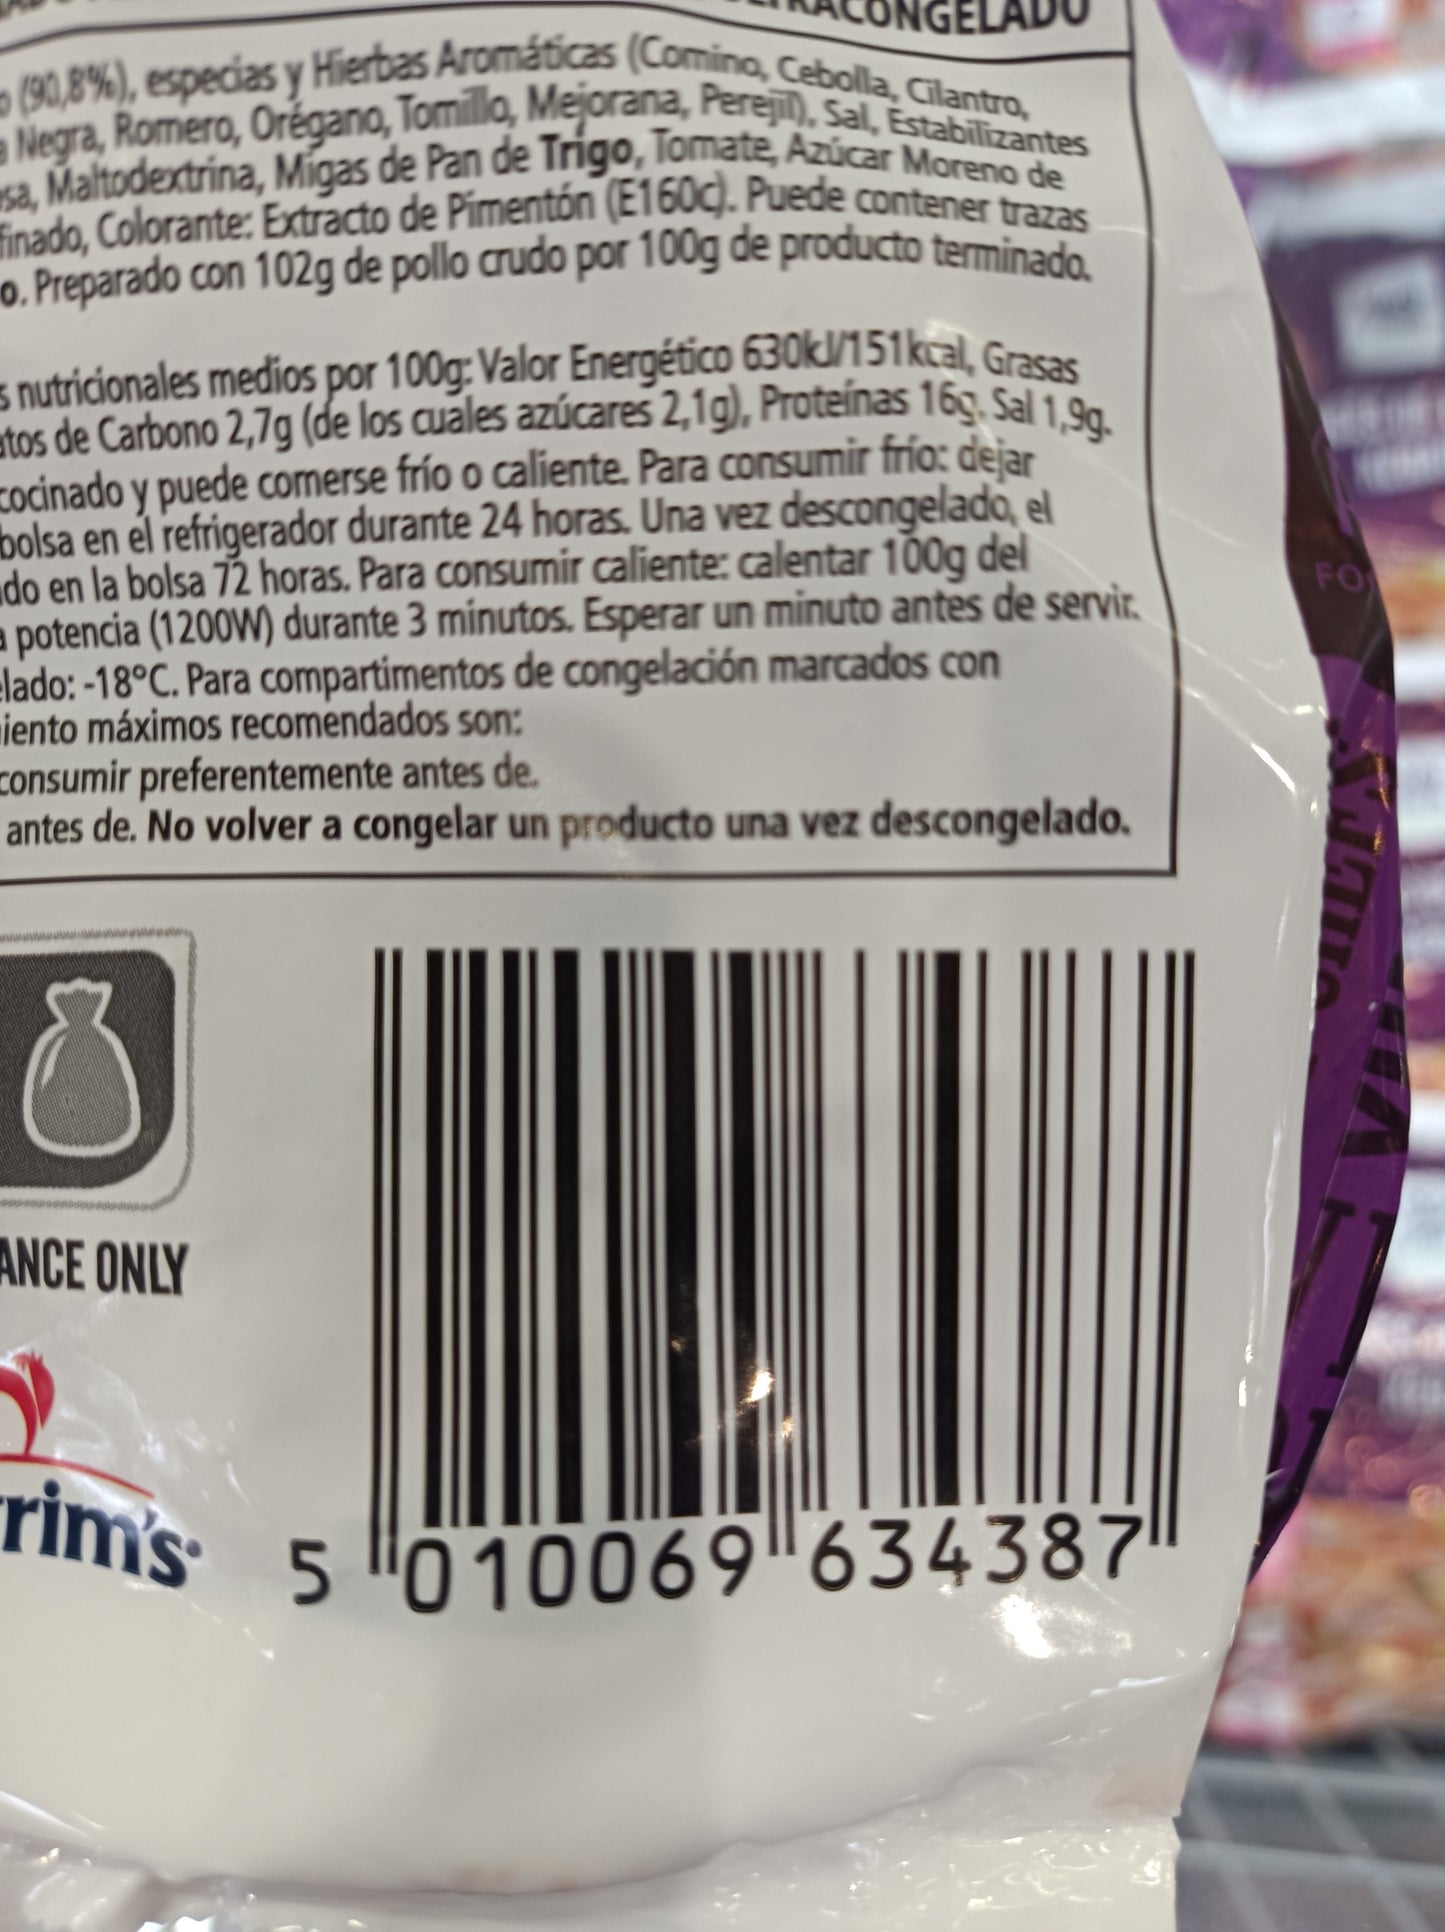 RACONGELADO
(90,8%), especias y Hierbas Aromáticas (Comino, Cebolla, Cilantro,
Negra, Romero, Orégano, Tomillo, Mejorana, Perejil), Sal, Estabilizantes
sa, Maltodextrina, Migas de Pan de Trigo, Tomate, Azúcar Moreno de
finado, Colorante: Extracto de Pimentón (E160c). Puede contener trazas
o. Preparado con 102g de pollo crudo por 100g de producto terminado.
s nutricionales medios por 100g: Valor Energético 630kJ/151kcal, Grasas
atos de Carbono 2,7g (de los cuales azúcares 2,1g), Proteínas 16g. Sal 1,9g.
cocinado y puede comerse frío o caliente. Para consumir frío: dejar
bolsa en el refrigerador durante 24 horas. Una vez descongelado, el
do en la bolsa 72 horas. Para consumir caliente: calentar 100g del
a potencia (1200W) durante 3 minutos. Esperar un minuto antes de servir.
elado: -18°C. Para compartimentos de congelación marcados con
iento máximos recomendados son:
consumir preferentemente antes de.
antes de. No volver a congelar un producto una vez descongelado.
ANCE ONLY
rim's
5 010069 634387